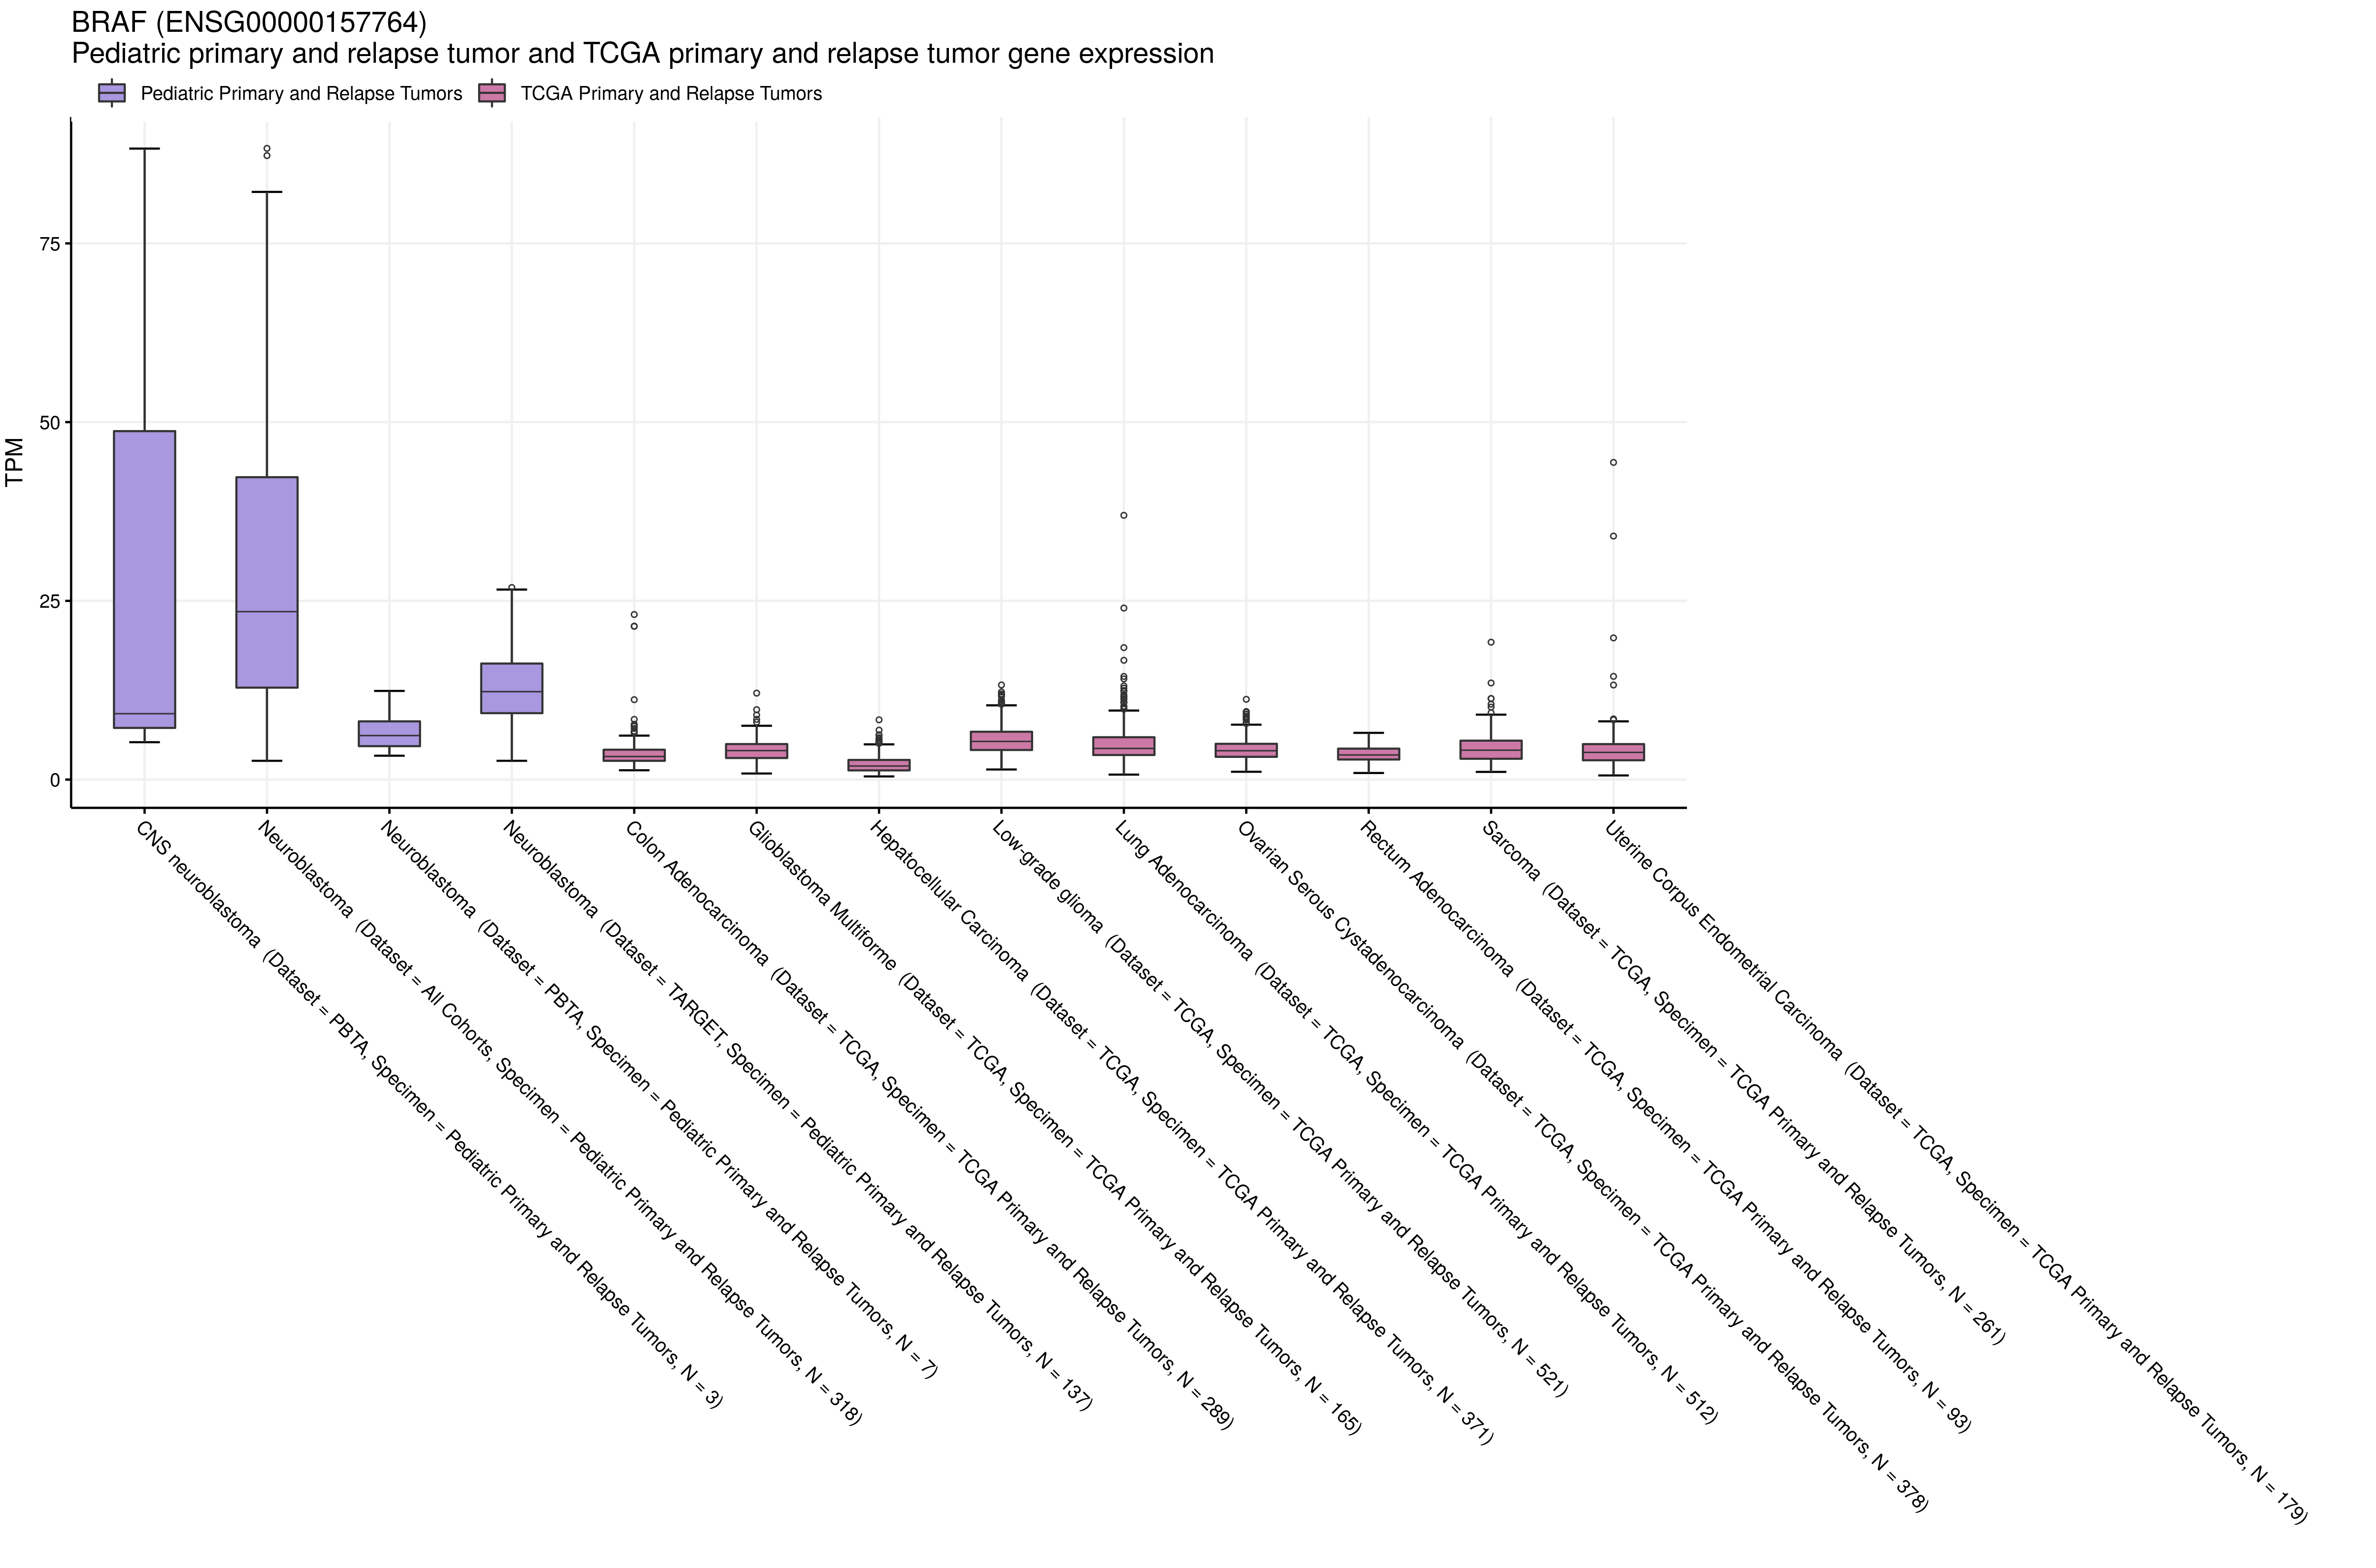 BRAF (ENSG00000157764)
Pediatric primary and relapse tumor and TCGA primary and relapse tumor gene expression
Pediatric Primary and Relapse Tumors
TCGA Primary and Relapse Tumors
TPM
75
50
25
0
CNS neuroblastoma (Dataset = PBTA, Specimen = Pediatric Primary and Relapse Tumors, N = 3)
Neuroblastoma (Dataset = All Cohorts, Specimen = Pediatric Primary and Relapse Tumors, N = 318)
Neuroblastoma (Dataset = PBTA, Specimen = Pediatric Primary and Relapse Tumors, N = 7)
Neuroblastoma (Dataset = TARGET, Specimen = Pediatric Primary and Relapse Tumors, N = 137)
Colon Adenocarcinoma (Dataset = TCGA, Specimen = TCGA Primary and Relapse Tumors, N = 289)
Glioblastoma Multiforme (Dataset = TCGA, Specimen = TCGA Primary and Relapse Tumors, N = 165)
Hepatocellular Carcinoma (Dataset = TCGA, Specimen = TCGA Primary and Relapse Tumors, N = 371)
Low-grade glioma (Dataset = TCGA, Specimen = TCGA Primary and Relapse Tumors, N = 521)
Lung Adenocarcinoma (Dataset = TCGA, Specimen = TCGA Primary and Relapse Tumors, N = 512)
Ovarian Serous Cystadenocarcinoma (Dataset = TCGA, Specimen = TCGA Primary and Relapse Tumors, N = 378)
Rectum Adenocarcinoma (Dataset = TCGA, Specimen = TCGA Primary and Relapse Tumors, N = 93)
Sarcoma (Dataset = TCGA, Specimen = TCGA Primary and Relapse Tumors, N = 261)
Uterine Corpus Endometrial Carcinoma (Dataset = TCGA, Specimen = TCGA Primary and Relapse Tumors, N = 179)